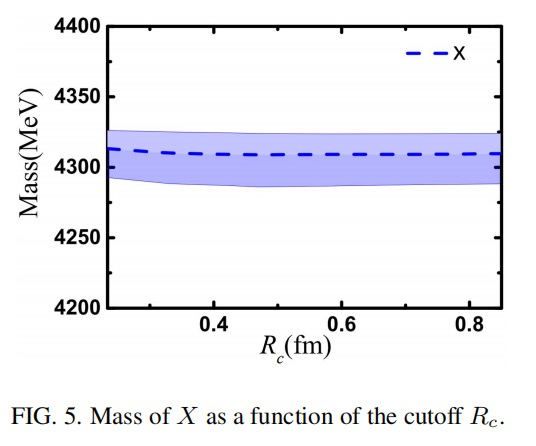 4400
X
4350
Mass(MeV)
4300
4250
4200
0.4 0.6 0.8
R_c(fm)
FIG. 5. Mass of X as a function of the cutoff R_c.